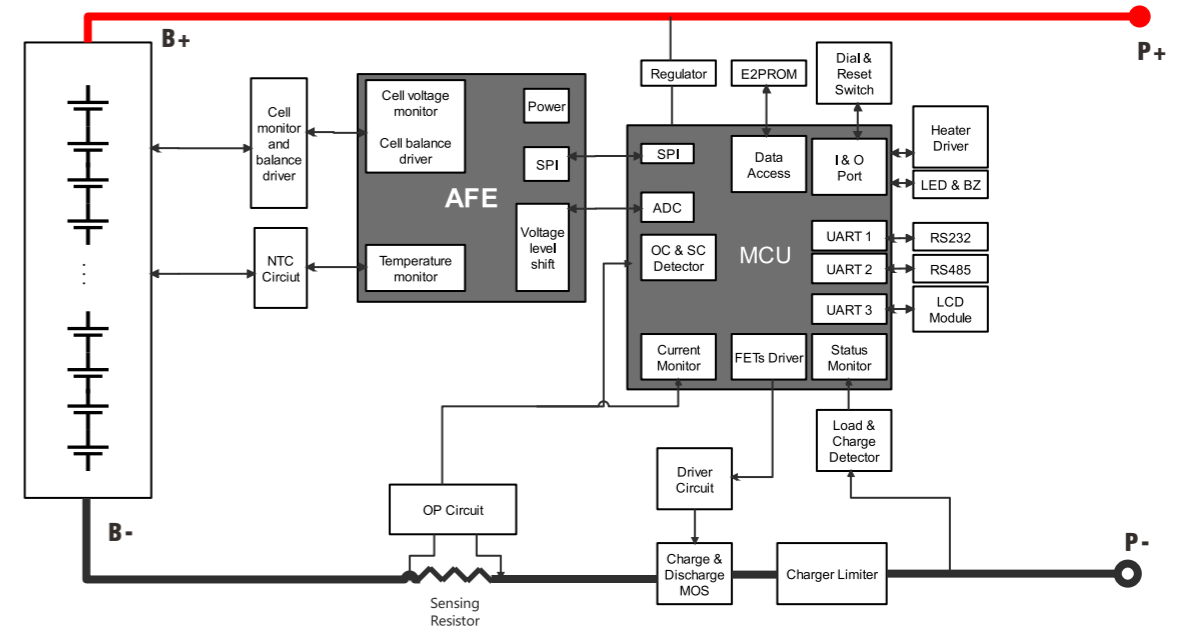 B+
P+
Regulator
E2PROM
Dial &
Reset
Switch
Cell
monitor
and
balance
driver
Cell voltage
monitor
Cell balance
driver
Power
SPI
AFE
Voltage
level
shift
Temperature
monitor
NTC
Circiut
SPI
ADC
OC & SC
Detector
Data
Access
I & O
Port
MCU
UART 1
UART 2
UART 3
Heater
Driver
LED & BZ
RS232
RS485
LCD
Module
Current
Monitor
FETs Driver
Status
Monitor
Load &
Charge
Detector
Driver
Circuit
OP Circuit
B-
P-
Charge &
Discharge
MOS
Charger Limiter
Sensing
Resistor